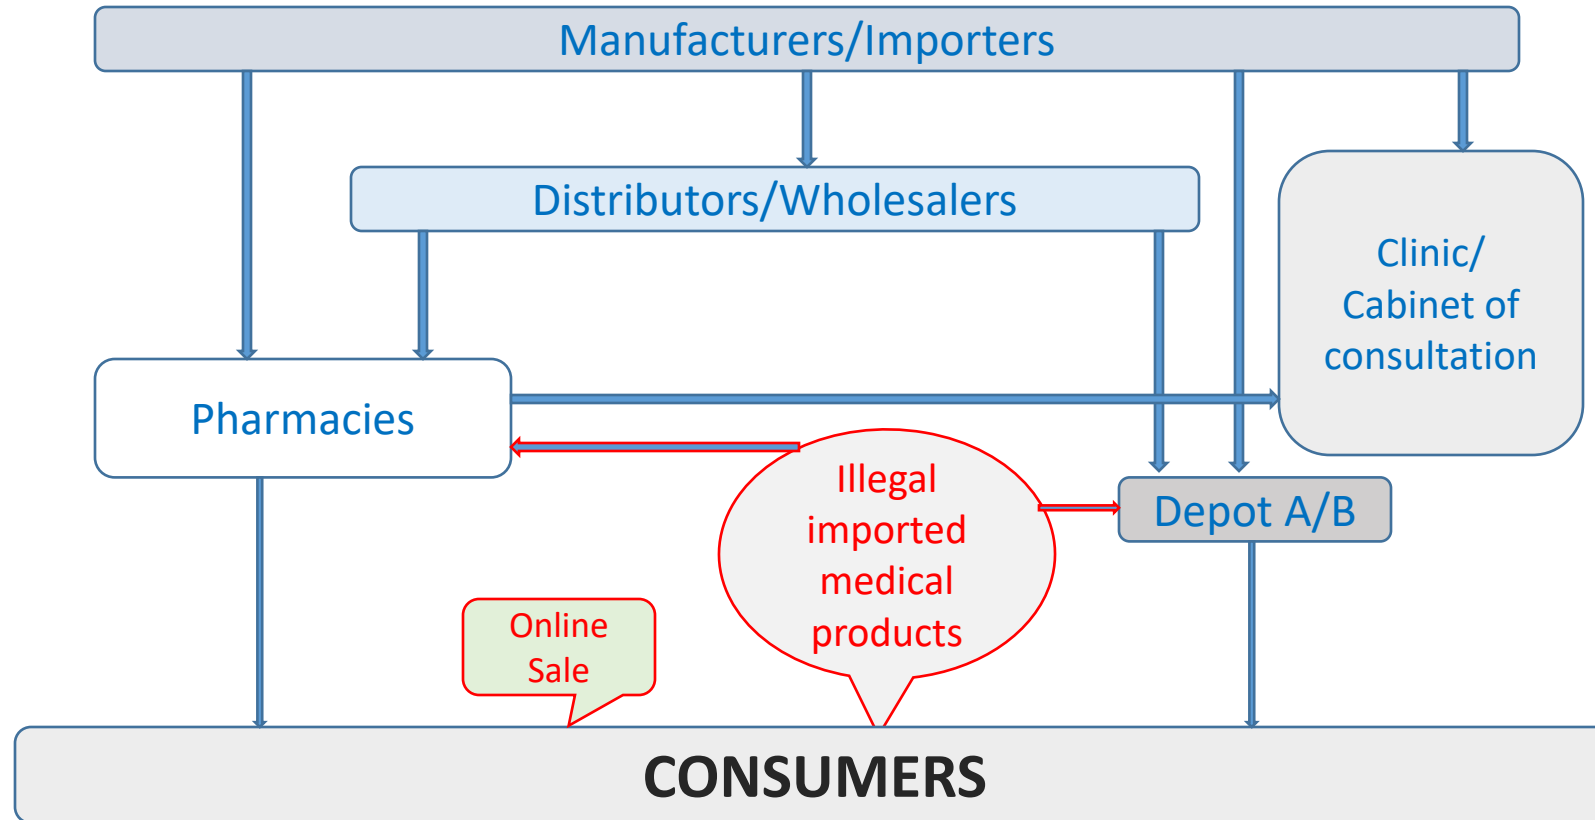 Manufacturers/Importers
Distributors/Wholesalers
Clinic/
Cabinet of
consultation
Pharmacies
Illegal
imported
medical
products
Depot A/B
Online
Sale
CONSUMERS